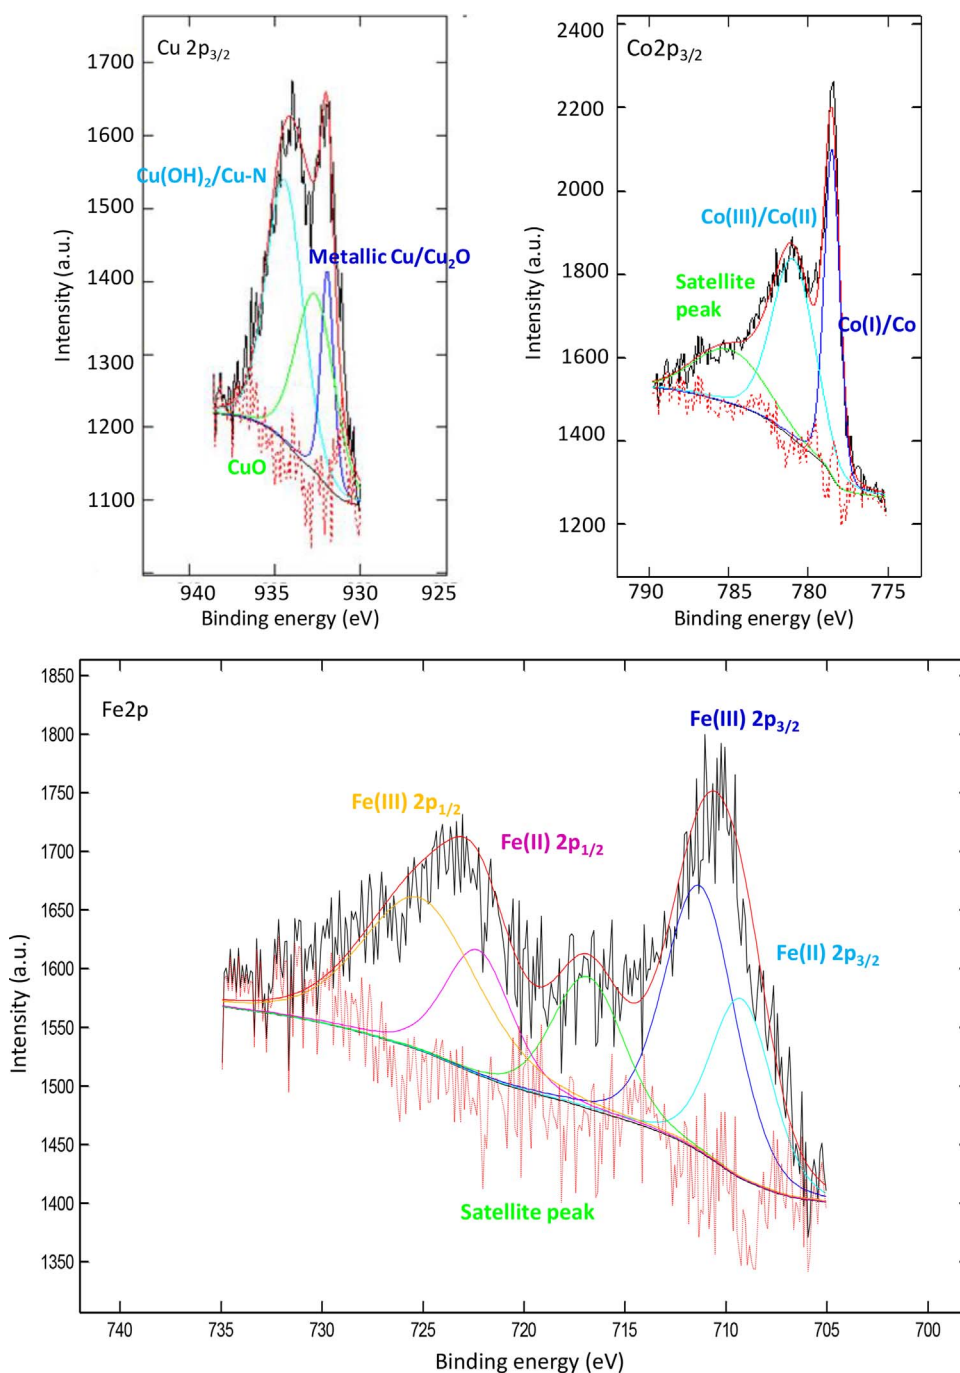 Cu 2p3/2
1700
1600
1500
1400
1300
1200
1100
Intensity (a.u.)
Cu(OH)2/Cu-N
Metallic Cu/Cu2O
CuO
940 935 930 925
Binding energy (eV)
Co2p3/2
2400
2200
2000
1800
1600
1400
1200
Intensity (a.u.)
Co(III)/Co(II)
Satellite
peak
Co(I)/Co
790 785 780 775
Binding energy (eV)
Fe2p
1850
1800
1750
1700
1650
1600
1550
1500
1450
1400
1350
Intensity (a.u.)
Fe(III) 2p3/2
Fe(III) 2p1/2
Fe(II) 2p1/2
Fe(II) 2p3/2
Satellite peak
740 735 730 725 720 715 710 705 700
Binding energy (eV)